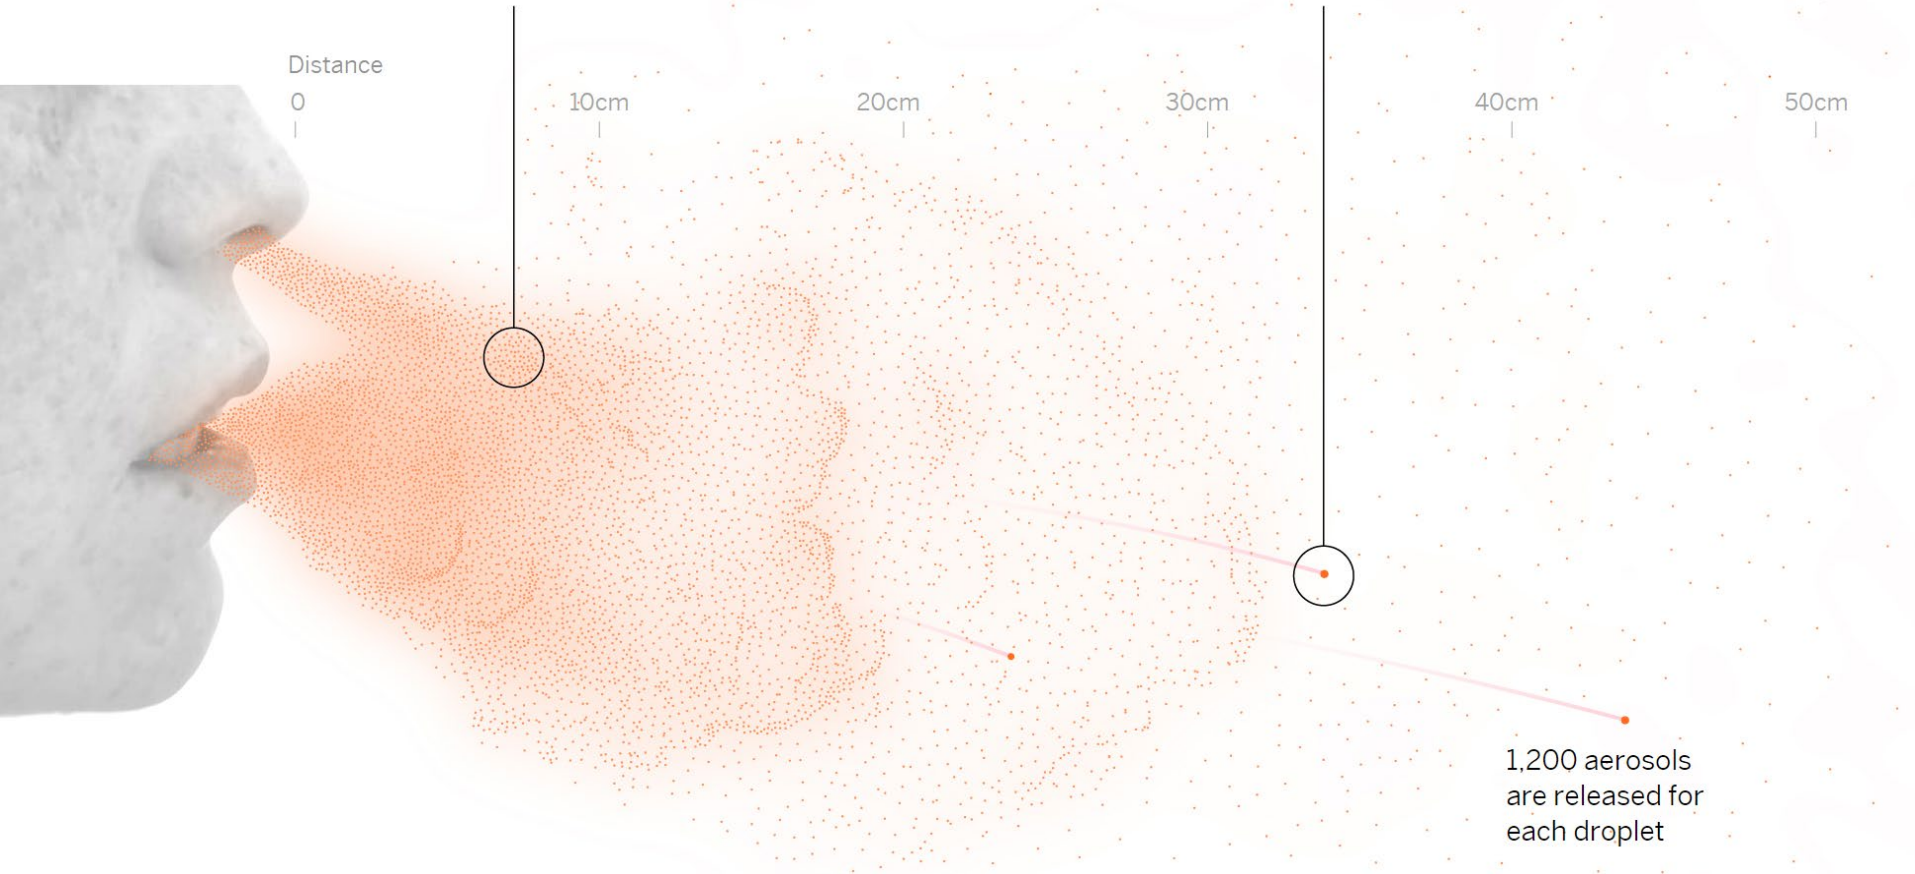 Distance
0 10cm 20cm 30cm 40cm 50cm
1,200 aerosols
are released for
each droplet